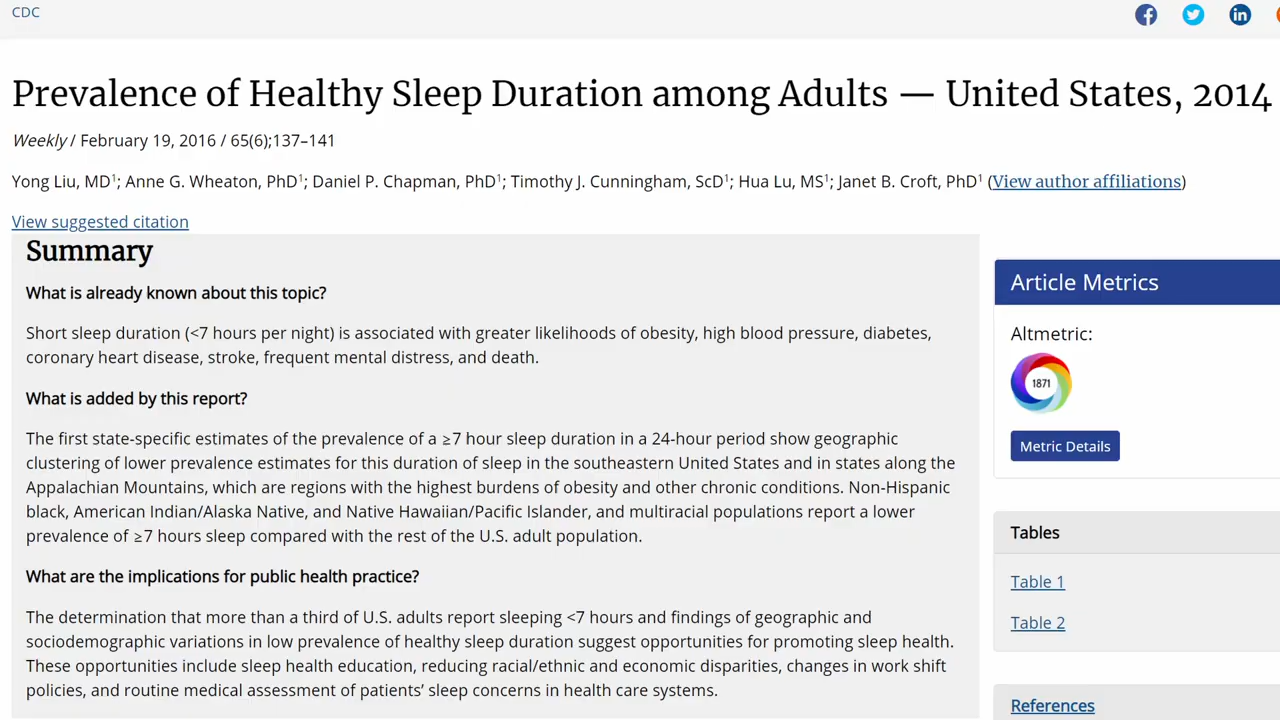 CDC
Prevalence of Healthy Sleep Duration among Adults — United States, 2014
Weekly / February 19, 2016 / 65(6);137–141
Yong Liu, MD1; Anne G. Wheaton, PhD1; Daniel P. Chapman, PhD1; Timothy J. Cunningham, ScD1; Hua Lu, MS1; Janet B. Croft, PhD1 (View author affiliations)
View suggested citation
Summary
What is already known about this topic?
Short sleep duration (<7 hours per night) is associated with greater likelihoods of obesity, high blood pressure, diabetes,
coronary heart disease, stroke, frequent mental distress, and death.
What is added by this report?
The first state-specific estimates of the prevalence of a ≥7 hour sleep duration in a 24-hour period show geographic
clustering of lower prevalence estimates for this duration of sleep in the southeastern United States and in states along the
Appalachian Mountains, which are regions with the highest burdens of obesity and other chronic conditions. Non-Hispanic
black, American Indian/Alaska Native, and Native Hawaiian/Pacific Islander, and multiracial populations report a lower
prevalence of ≥7 hours sleep compared with the rest of the U.S. adult population.
What are the implications for public health practice?
The determination that more than a third of U.S. adults report sleeping <7 hours and findings of geographic and
sociodemographic variations in low prevalence of healthy sleep duration suggest opportunities for promoting sleep health.
These opportunities include sleep health education, reducing racial/ethnic and economic disparities, changes in work shift
policies, and routine medical assessment of patients’ sleep concerns in health care systems.
Article Metrics
Altmetric:
1871
Metric Details
Tables
Table 1
Table 2
References